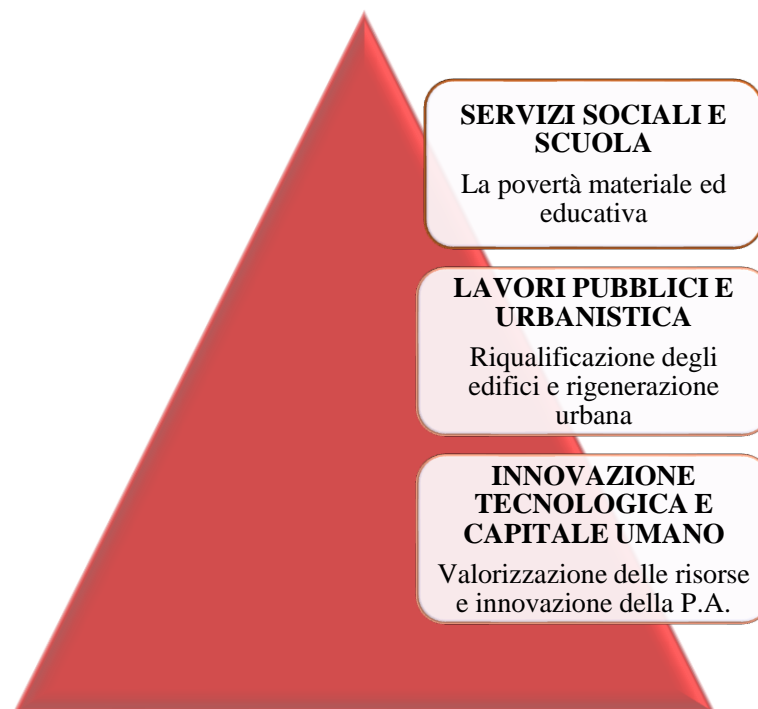 SERVIZI SOCIALI E
SCUOLA
La povertà materiale ed
educativa
LAVORI PUBBLICI E
URBANISTICA
Riqualificazione degli
edifici e rigenerazione
urbana
INNOVAZIONE
TECNOLOGICA E
CAPITALE UMANO
Valorizzazione delle risorse
e innovazione della P.A.